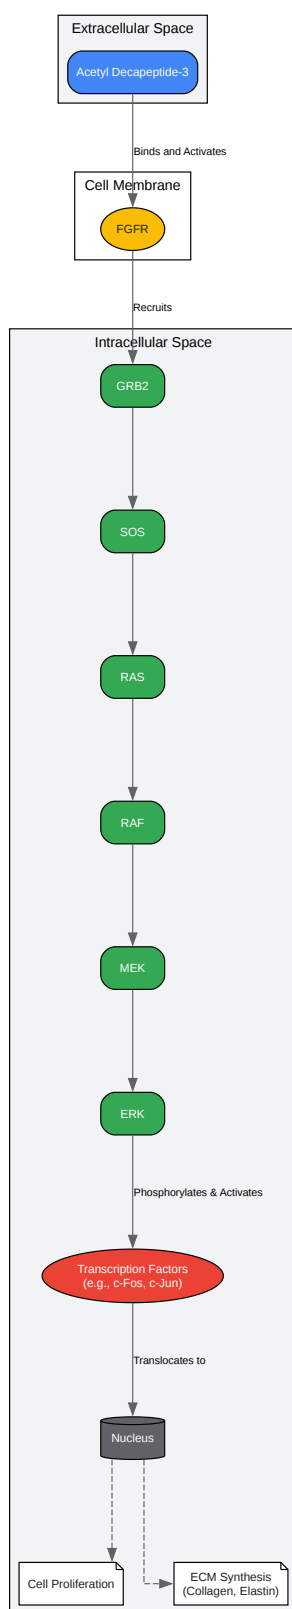 Extracellular Space
Acetyl Decapeptide-3
Binds and Activates
Cell Membrane
FGFR
Recruits
Intracellular Space
GRB2
SOS
RAS
RAF
MEK
ERK
Phosphorylates & Activates
Transcription Factors
(e.g., c-Fos, c-Jun)
Translocates to
Nucleus
Cell Proliferation
ECM Synthesis
(Collagen, Elastin)